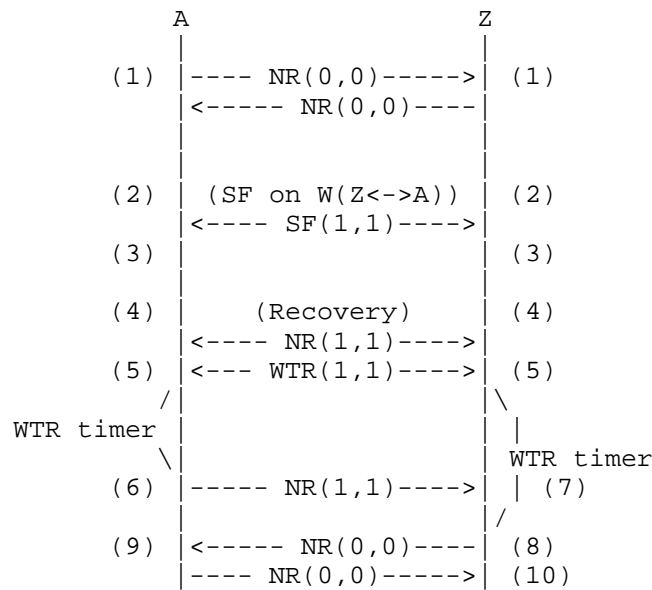 A Z
(1) |---- NR(0,0)----->| (1)
|<----- NR(0,0)----|
(2) | (SF on W(Z<->A)) | (2)
|<---- SF(1,1)---->|
(3) | | (3)
(4) | (Recovery) | (4)
|<---- NR(1,1)---->|
(5) |<--- WTR(1,1)---->| (5)
/| |\
WTR timer | | |
\| | WTR timer
(6) |----- NR(1,1)---->| | (7)
| |/
(9) |<----- NR(0,0)----| (8)
|---- NR(0,0)----->| (10)